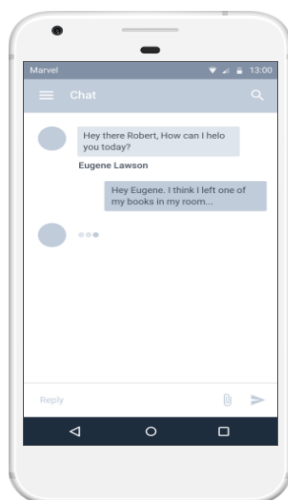 Marvel 13:00
Chat
Hey there Robert, How can I helo
you today?
Eugene Lawson
Hey Eugene. I think I left one of
my books in my room...
Reply